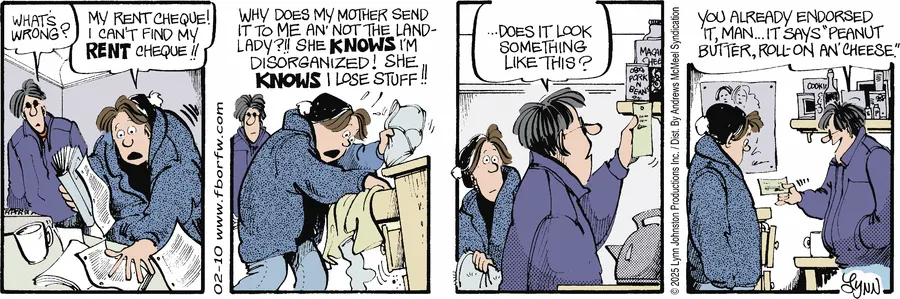 WHAT'S
WRONG?
MY RENT CHEQUE!
I CAN'T FIND MY
RENT CHEQUE!!
WHY DOES MY MOTHER SEND
IT TO ME AN' NOT THE LAND-
LADY?!! SHE KNOWS I'M
DISORGANIZED! SHE
KNOWS I LOSE STUFF!!
02-10 www.fborfw.com
...DOES IT LOOK
SOMETHING
LIKE THIS?
PORK
N
YOU ALREADY ENDORSED
IT, MAN...IT SAYS "PEANUT
BUTTER, ROLL-ON AN' CHEESE"
© 2025 Lynn Johnston Productions Inc. / Dist. By Andrews McMeel Syndication
LYNN